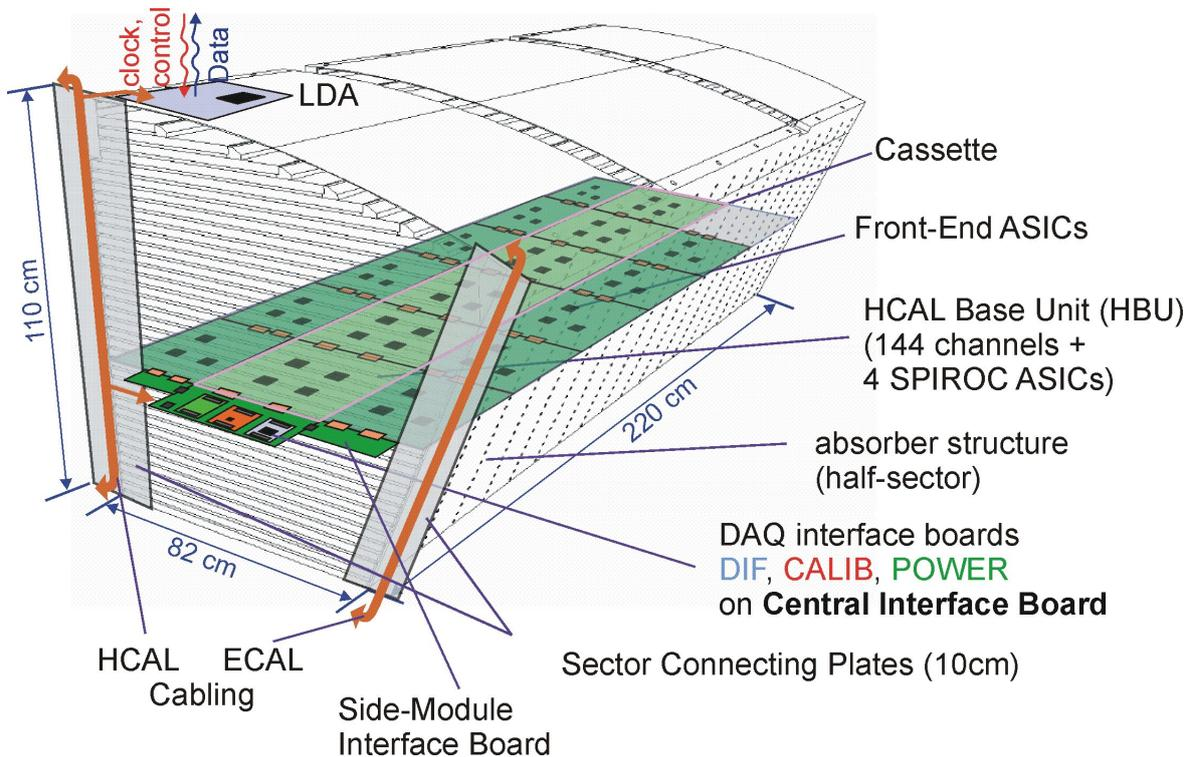 clock,
control
Data
LDA
Cassette
Front-End ASICs
110 cm
HCAL Base Unit (HBU)
(144 channels +
4 SPIROC ASICs)
220 cm
absorber structure
(half-sector)
82 cm
DAQ interface boards
DIF, CALIB, POWER
on Central Interface Board
HCAL ECAL
Cabling
Sector Connecting Plates (10cm)
Side-Module
Interface Board